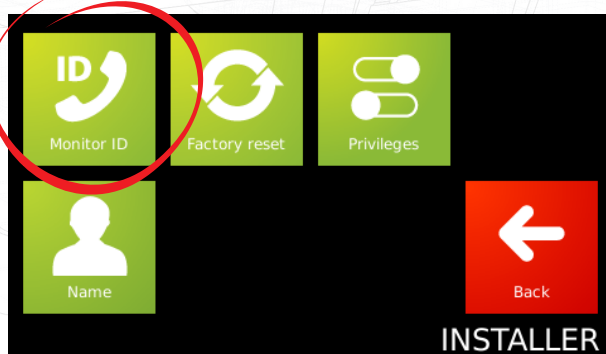 ID
Monitor ID
Factory reset
Privileges
Name
Back
INSTALLER